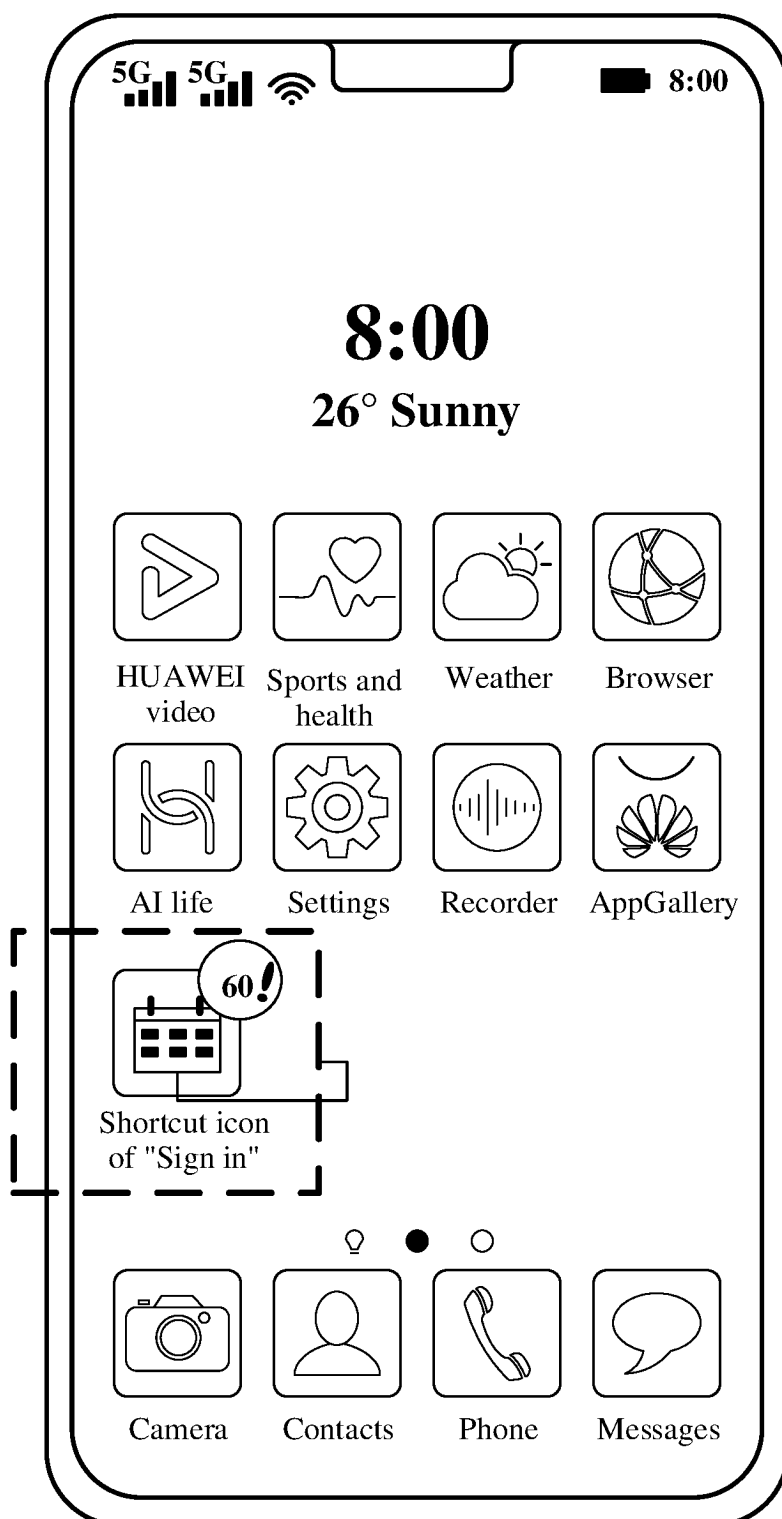 5G 5G 8:00
8:00
26° Sunny
HUAWEI video
Sports and health
Weather
Browser
AI life
Settings
Recorder
AppGallery
60!
Shortcut icon
of "Sign in"
Camera
Contacts
Phone
Messages